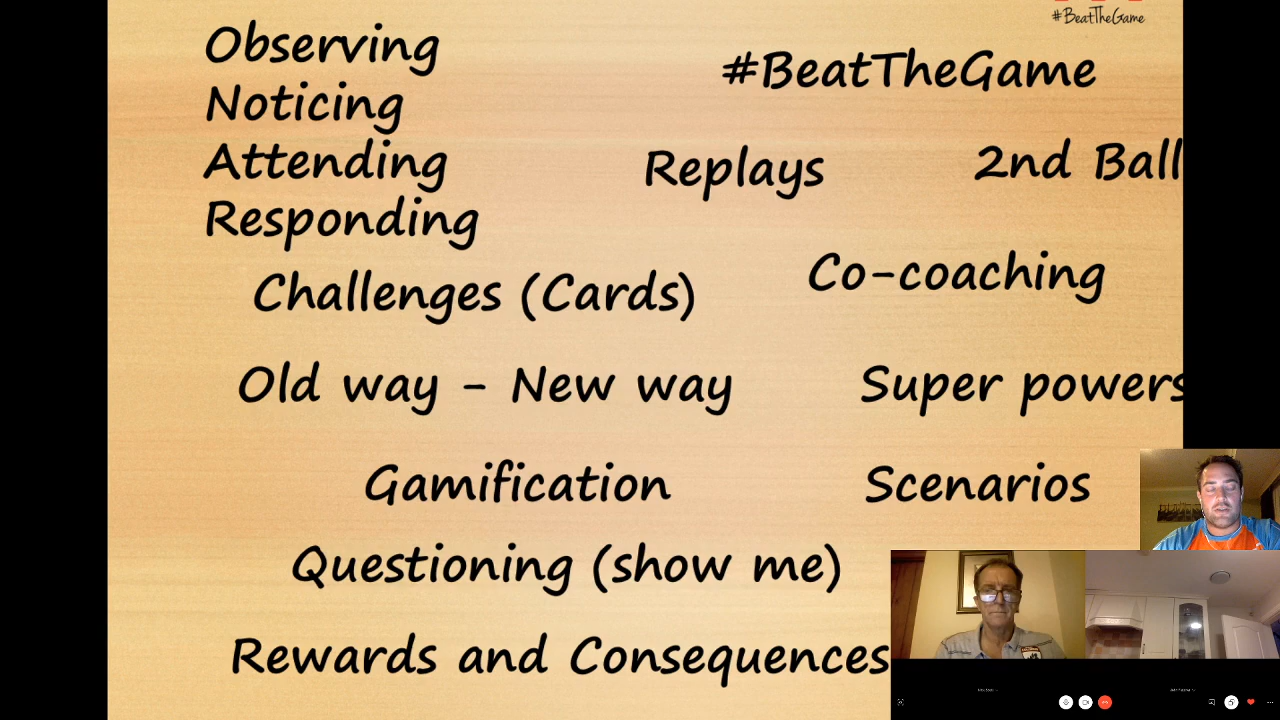 #BeatTheGame
Observing
Noticing
Attending
Responding
#BeatTheGame
Replays
2nd Ball
Challenges (Cards)
Co-coaching
Old way - New way
Super powers
Gamification
Scenarios
Questioning (show me)
Rewards and Consequences